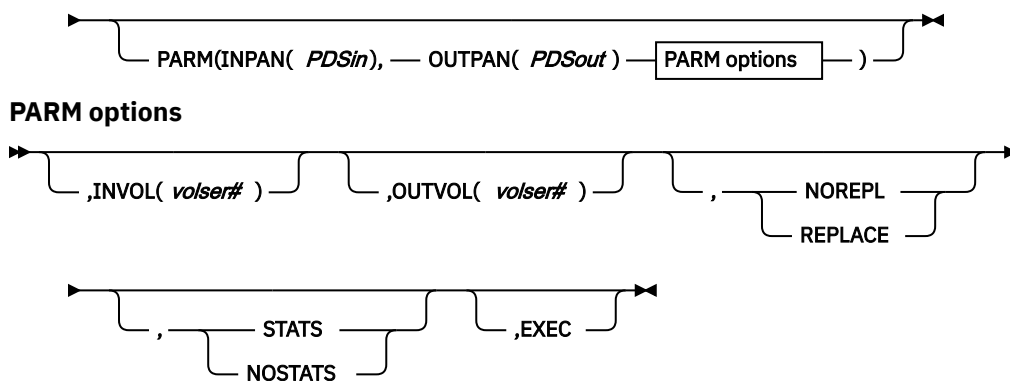 PARM(INPAN( PDSin), OUTPAN( PDSout ) PARM options )
PARM options
,INVOL( volser# ) ,OUTVOL( volser# ) , NOREPL
REPLACE
, STATS ,EXEC
NOSTATS